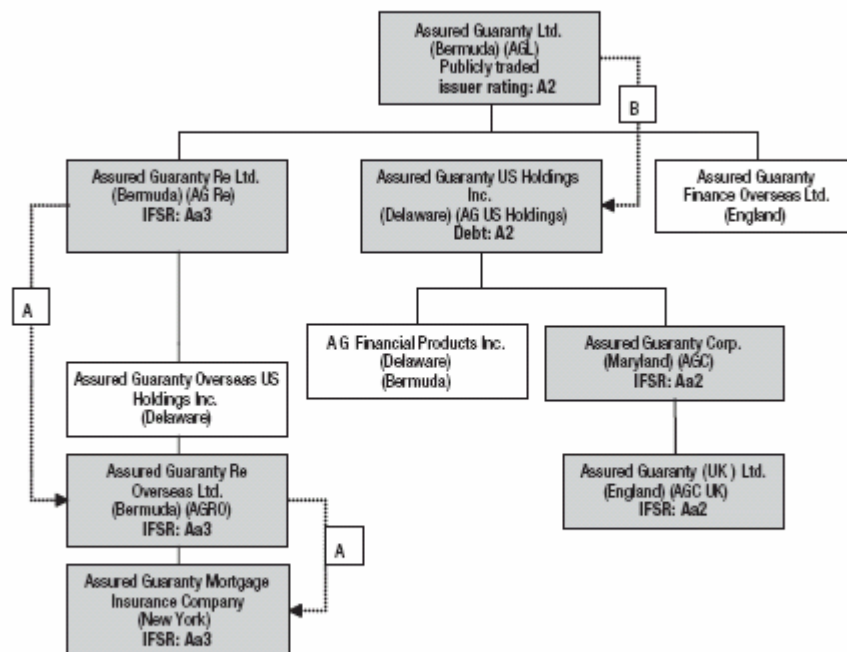 Assured Guaranty Ltd.
(Bermuda) (AGL)
Publicly traded
issuer rating: A2
B
Assured Guaranty Re Ltd.
(Bermuda) (AG Re)
IFSR: Aa3
Assured Guaranty US Holdings
Inc.
(Delaware) (AG US Holdings)
Debt: A2
Assured Guaranty
Finance Overseas Ltd.
(England)
A
A G Financial Products Inc.
(Delaware)
(Bermuda)
Assured Guaranty Corp.
(Maryland) (AGC)
IFSR: Aa2
Assured Guaranty Overseas US
Holdings Inc.
(Delaware)
Assured Guaranty Re
Overseas Ltd.
(Bermuda) (AGRO)
IFSR: Aa3
Assured Guaranty (UK ) Ltd.
(England) (AGC UK)
IFSR: Aa2
A
Assured Guaranty Mortgage
Insurance Company
(New York)
IFSR: Aa3